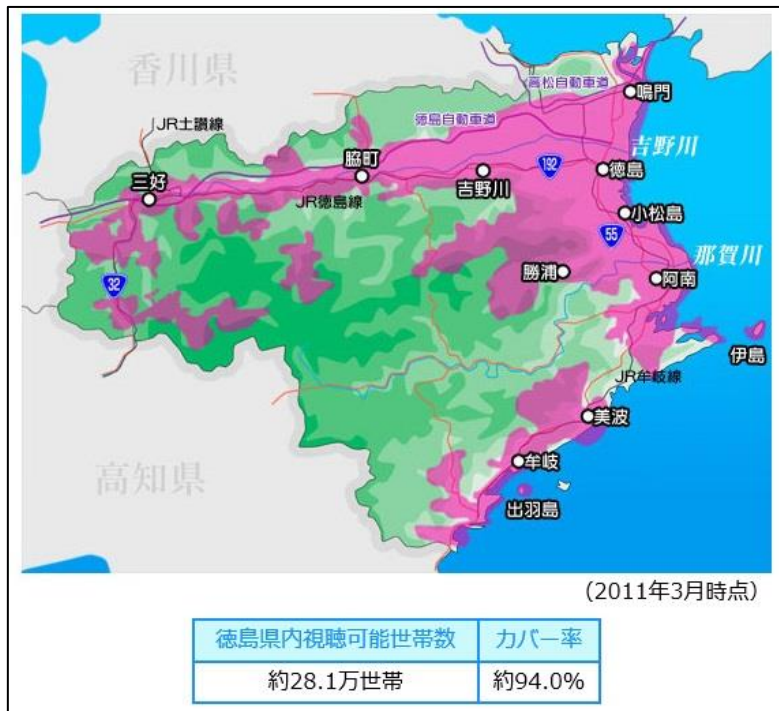 香川県
高松自動車道
鳴門
徳島自動車道
JR土讃線
吉野川
脇町
192
徳島
三好
吉野川
JR徳島線
小松島
55
那賀川
勝浦
阿南
32
伊島
JR牟岐線
美波
牟岐
高知県
出羽島
（2011年3月時点）
徳島県内視聴可能世帯数 カバー率
約28.1万世帯 約94.0%